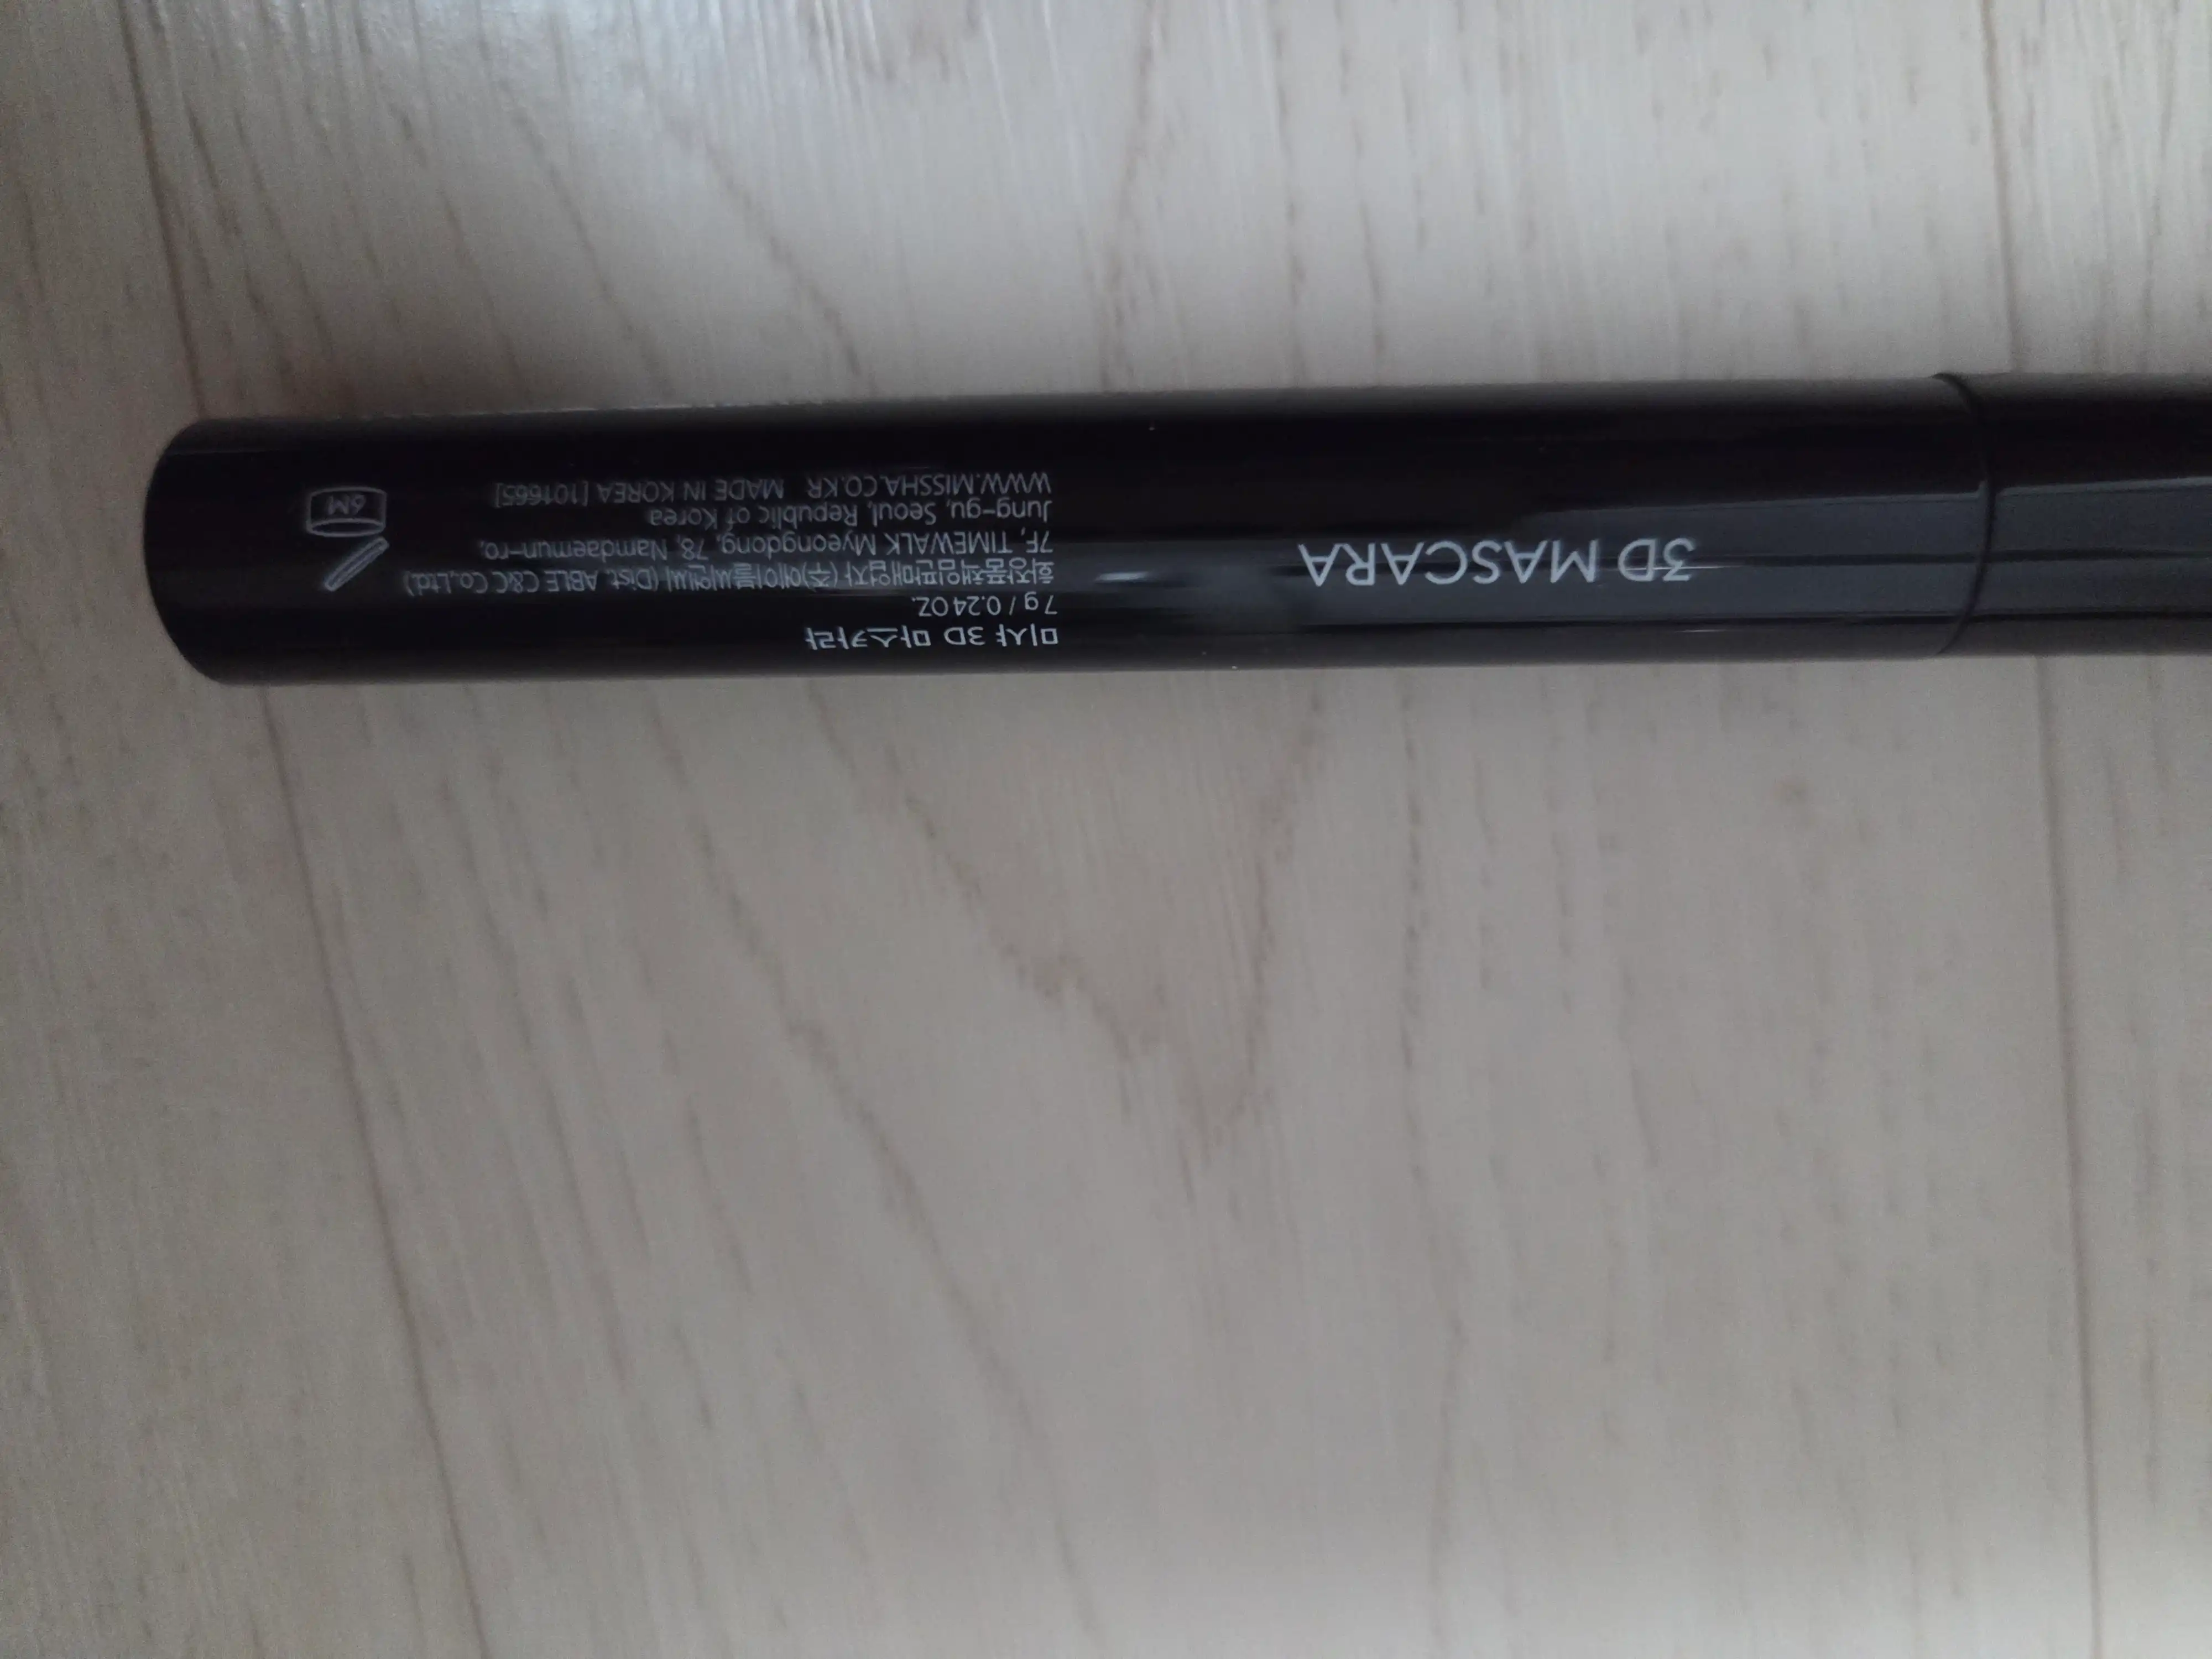 3D MASCARA
미샤 3D 마스카라
7 g / 0.24 OZ.
화장품책임판매업자 (주)에이블씨엔씨 (Dist. ABLE C&C Co.,Ltd.)
7F, TIMEWALK Myeongdong, 78, Namdaemun-ro,
Jung-gu, Seoul, Republic of Korea
WWW.MISSHA.CO.KR MADE IN KOREA [101665]
6M